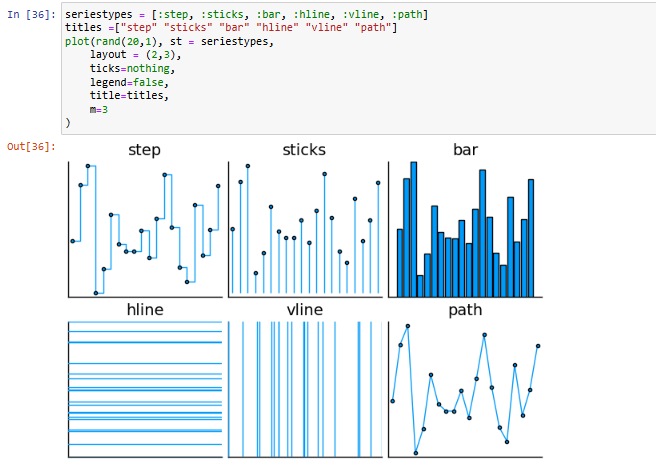 In [36]: seriestypes = [:step, :sticks, :bar, :hline, :vline, :path]
titles =["step" "sticks" "bar" "hline" "vline" "path"]
plot(rand(20,1), st = seriestypes,
    layout = (2,3),
    ticks=nothing,
    legend=false,
    title=titles,
    m=3
)
Out[36]:
step sticks bar
hline vline path